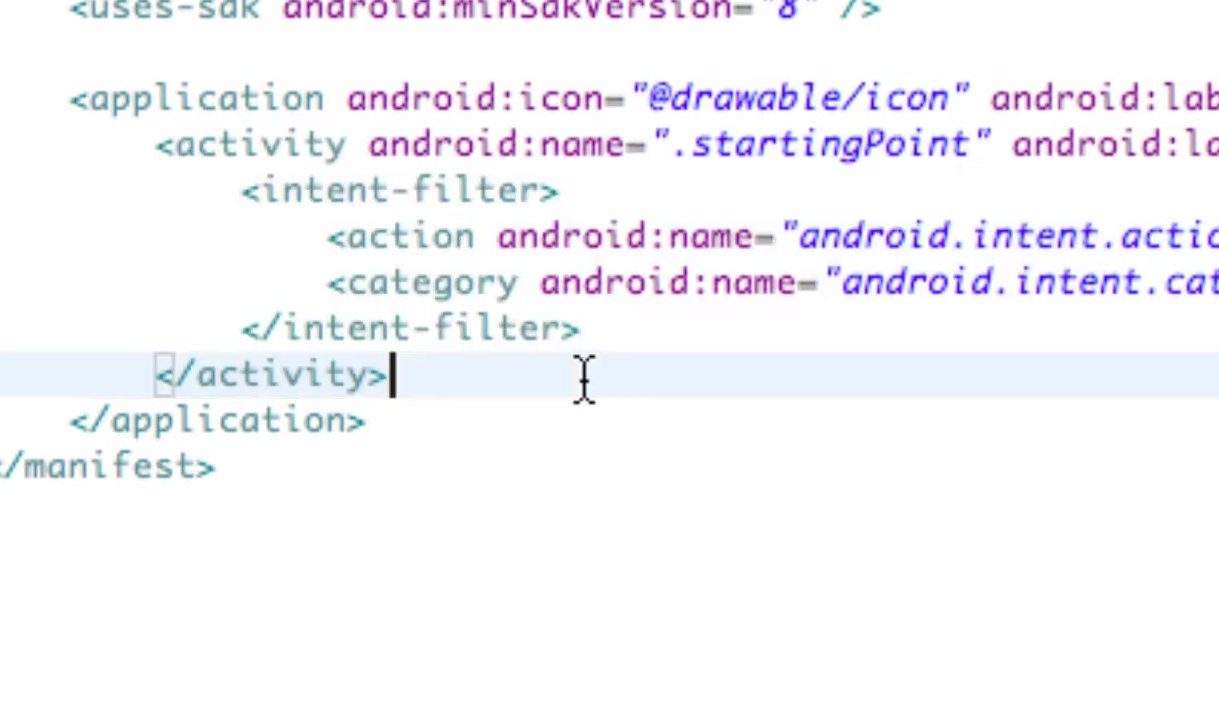 <uses-sdk android:minSdkVersion="8" />
<application android:icon="@drawable/icon" android:lab
<activity android:name=".startingPoint" android:la
<intent-filter>
<action android:name="android.intent.actio
<category android:name="android.intent.cat
</intent-filter>
</activity>
</application>
</manifest>